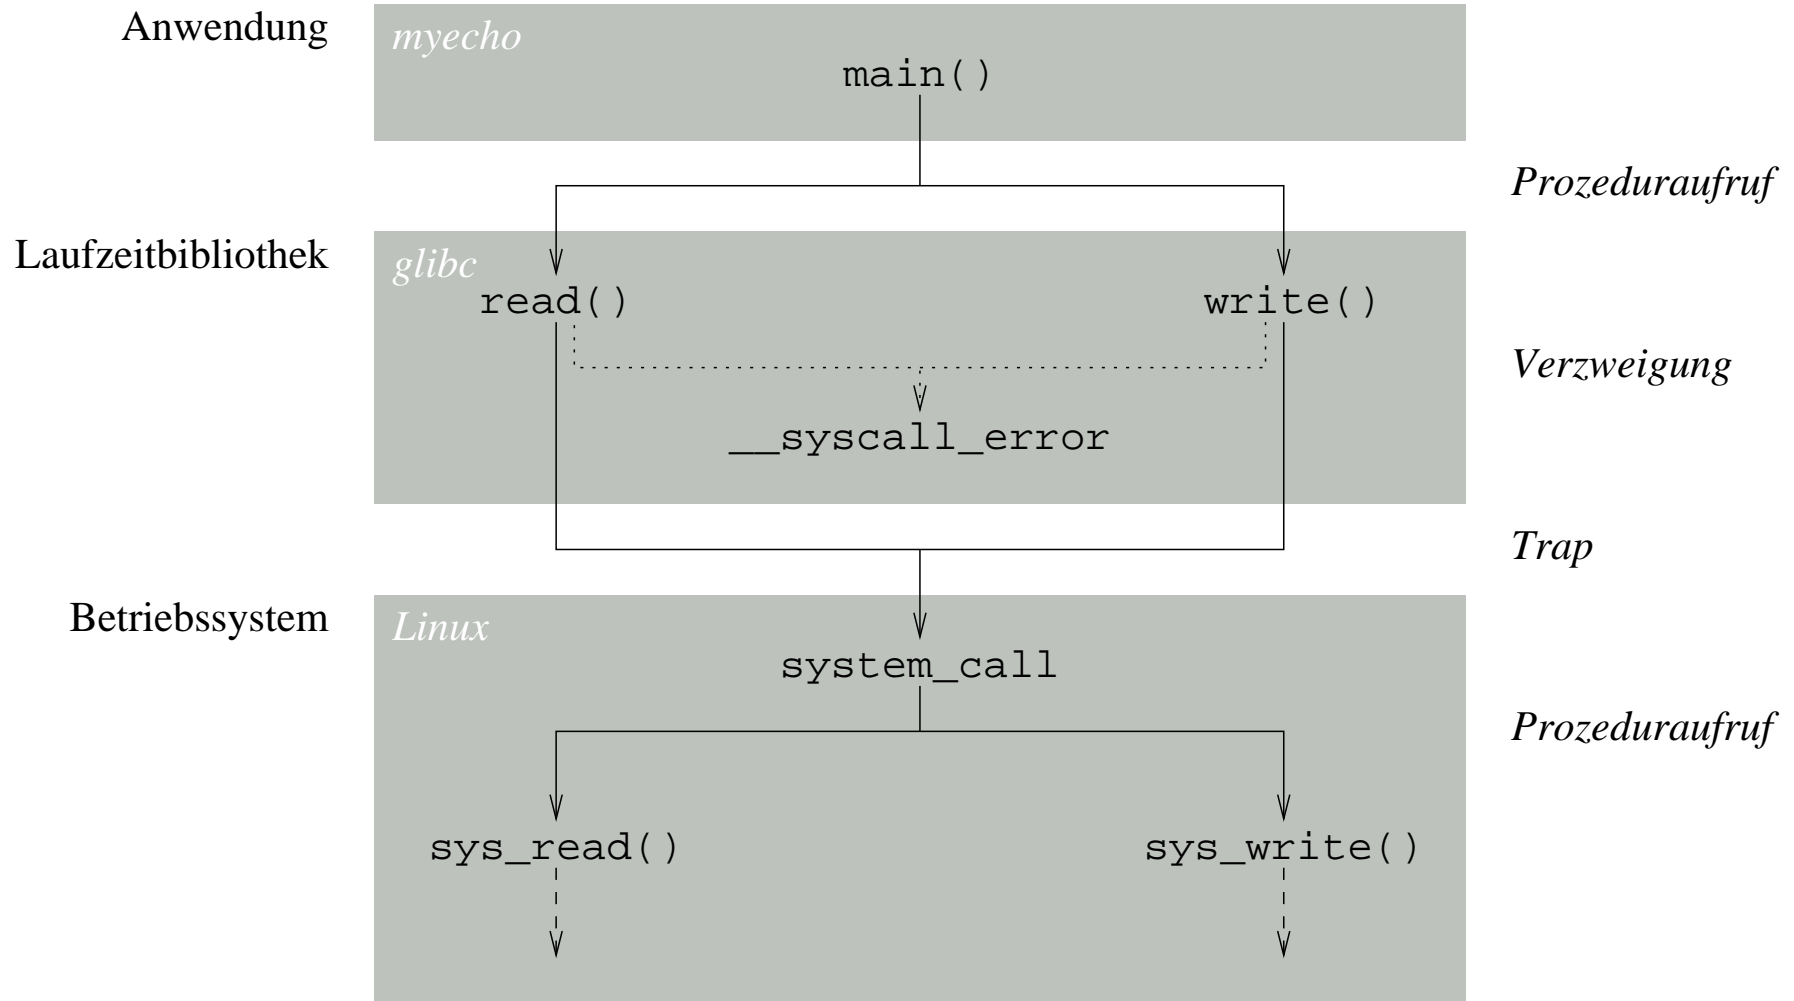 Anwendung
myecho
main()
Prozeduraufruf
Laufzeitbibliothek
glibc
read()
write()
Verzweigung
__syscall_error
Trap
Betriebssystem
Linux
system_call
Prozeduraufruf
sys_read()
sys_write()